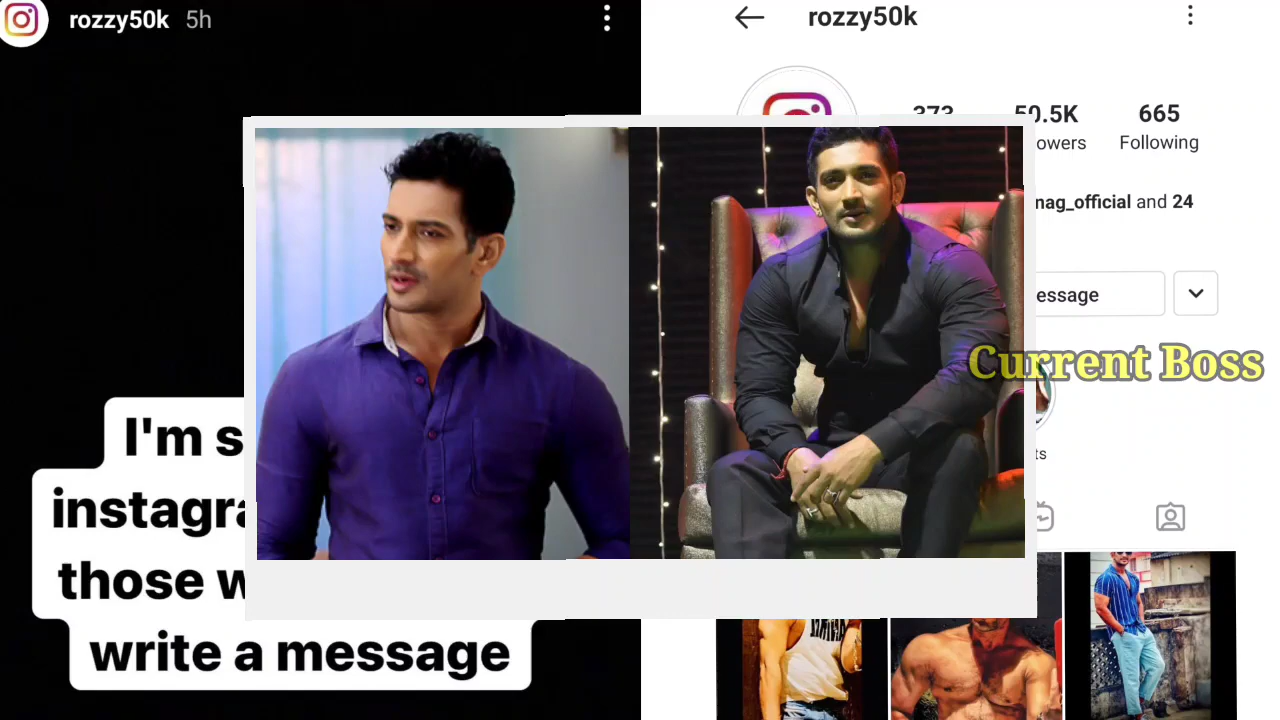 rozzy50k 5h
I'm s
instagra
those w
write a message
rozzy50k
373 50.5K 665
owers Following
nag_official and 24
essage
Current Boss
ts